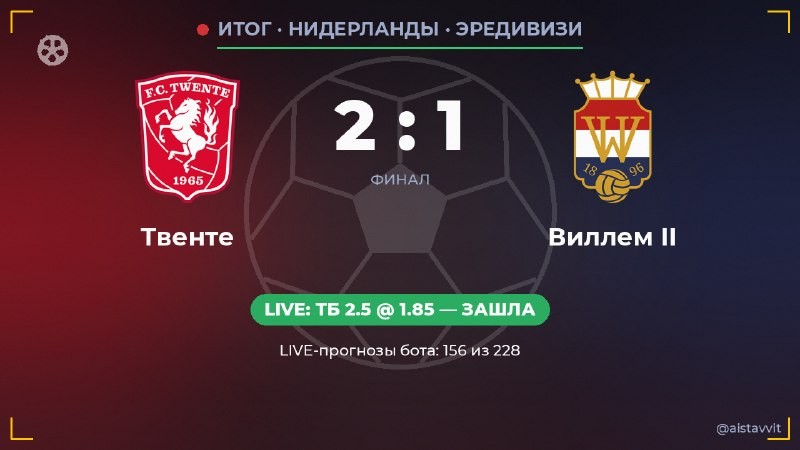 ИТОГ · НИДЕРЛАНДЫ · ЭРЕДИВИЗИ
F.C. TWENTE
1965
2 : 1
ФИНАЛ
W
18 96
Твенте
Виллем II
LIVE: ТБ 2.5 @ 1.85 — ЗАШЛА
LIVE-прогнозы бота: 156 из 228
@aistavvit